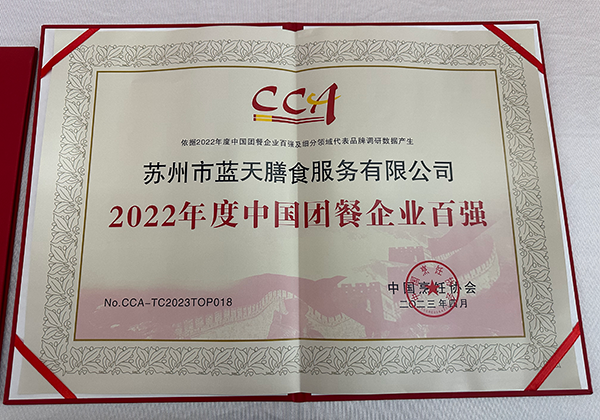 CCA
依据2022年度中国团餐企业百强及细分领域代表品牌调研数据产生
苏州市蓝天膳食服务有限公司
2022年度中国团餐企业百强
No.CCA-TC2023TOP018
中国烹饪协会
二〇二三年四月